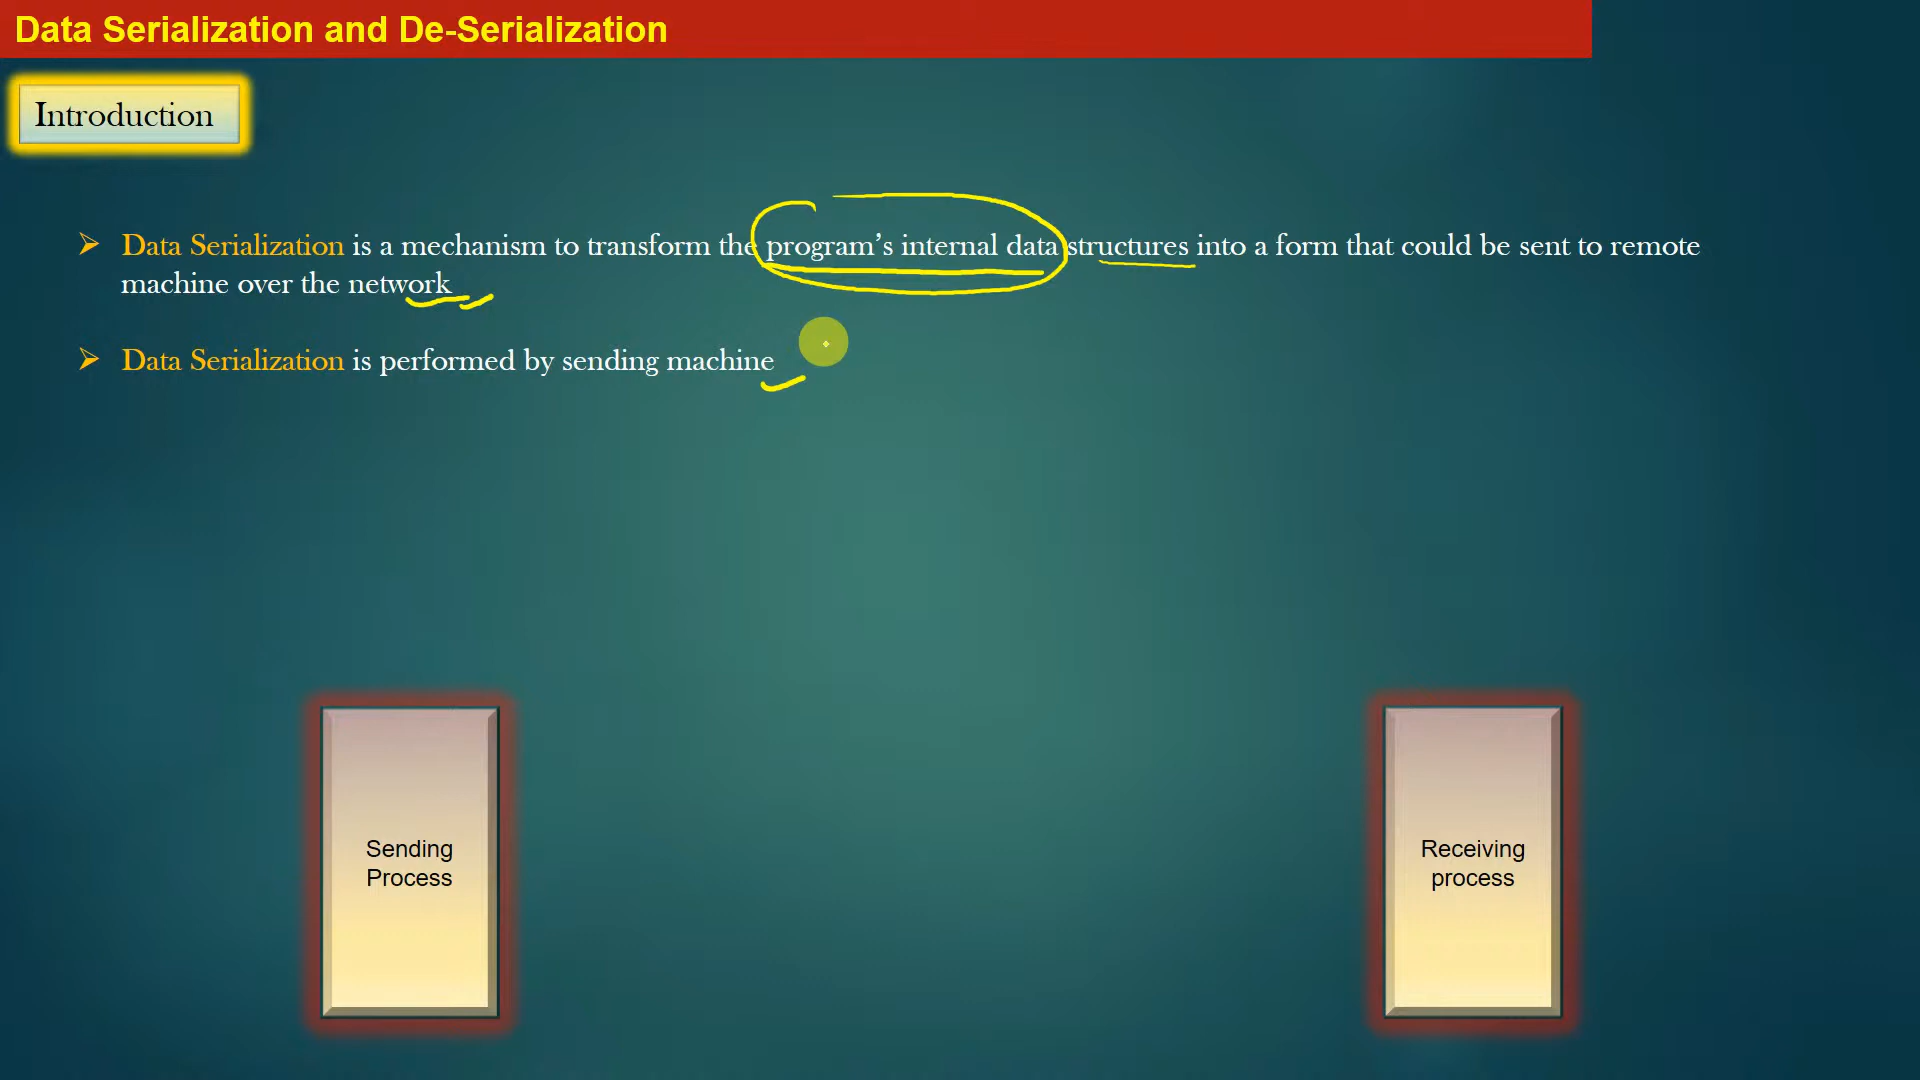 Data Serialization and De-Serialization
Introduction
Data Serialization is a mechanism to transform the program’s internal data structures into a form that could be sent to remote
machine over the network
Data Serialization is performed by sending machine
Sending
Process
Receiving
process